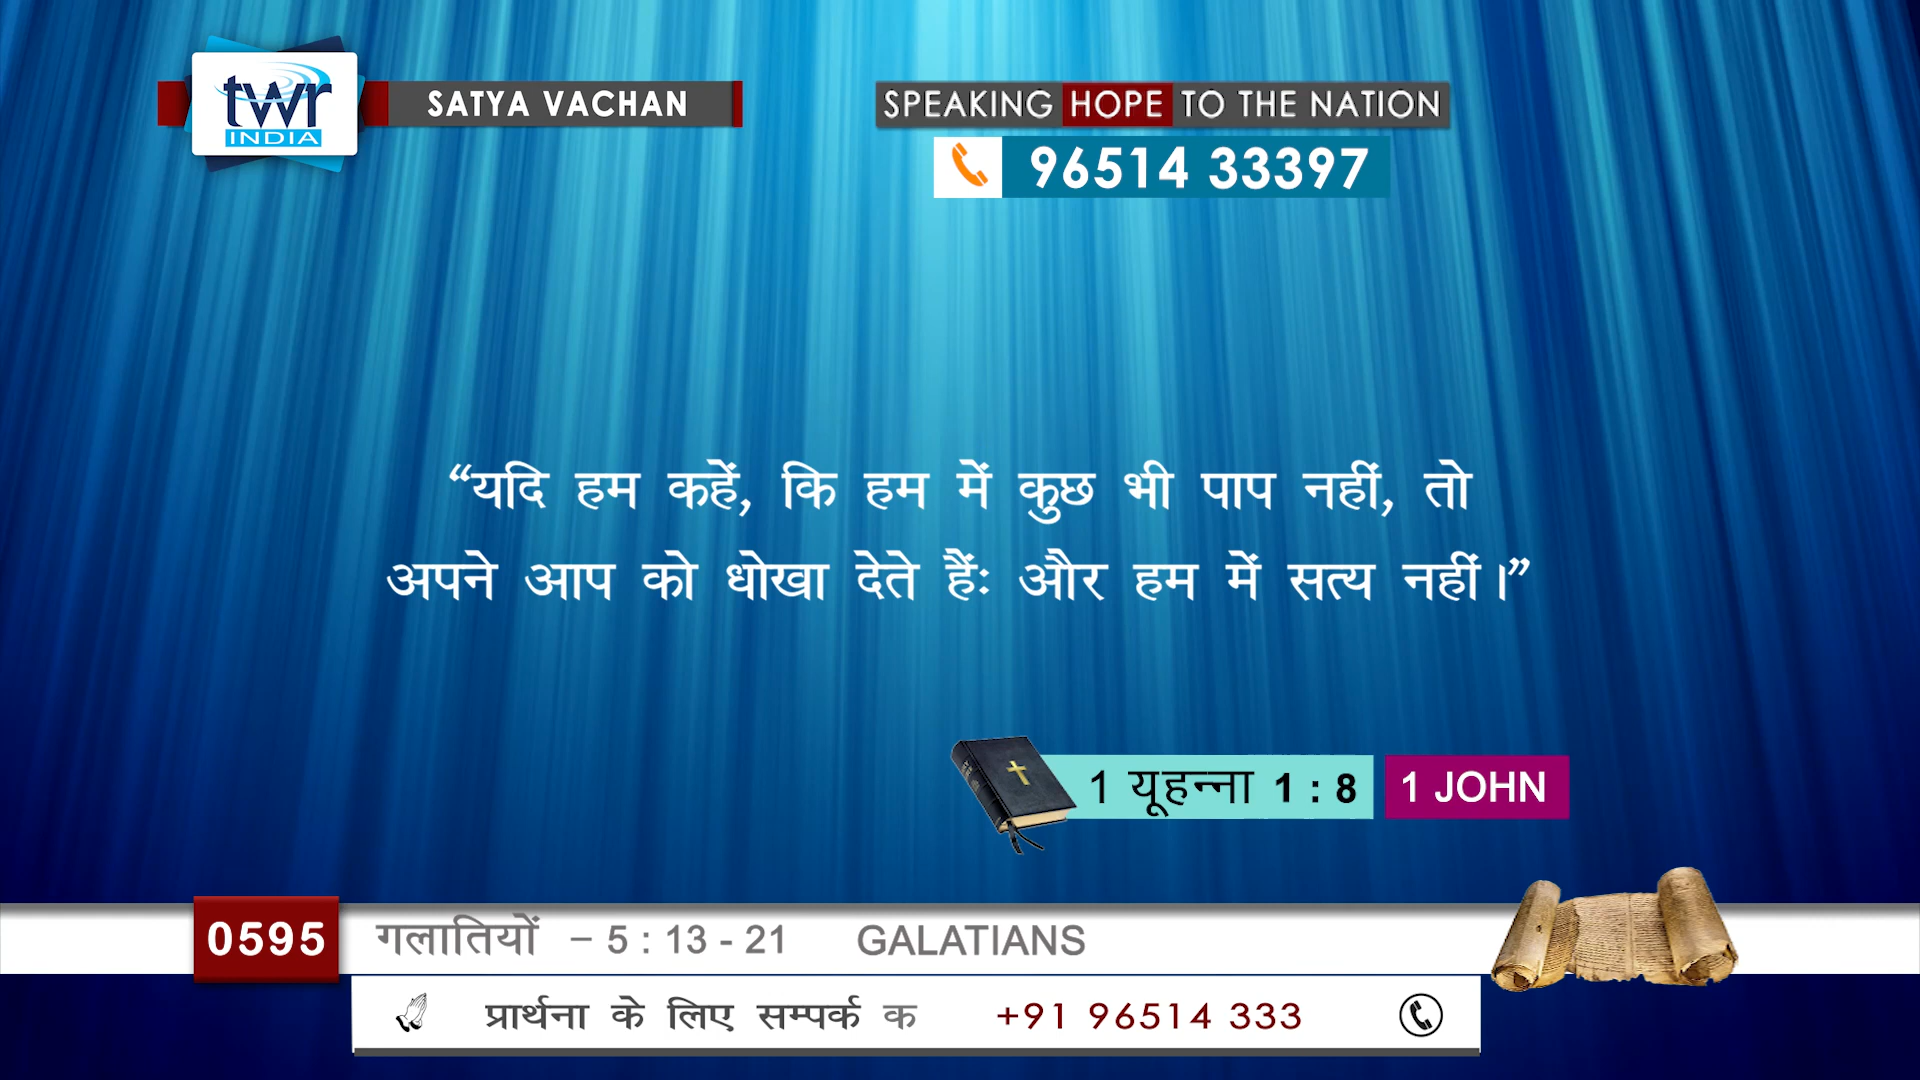 twr
INDIA
SATYA VACHAN
SPEAKING HOPE TO THE NATION
96514 33397
“यदि हम कहें, कि हम में कुछ भी पाप नहीं, तो
अपने आप को धोखा देते हैंः और हम में सत्य नहीं।”
1 यूहन्ना 1 : 8
1 JOHN
0595
गलातियों – 5 : 13 - 21 GALATIANS
प्रार्थना के लिए सम्पर्क क +91 96514 333